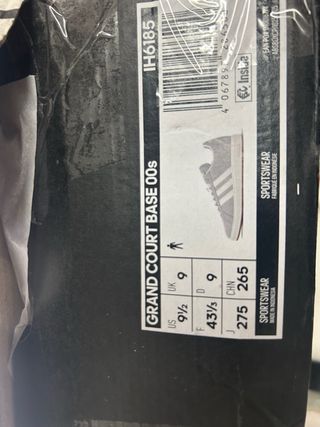 IH6185
GRAND COURT BASE 00s
US UK F D J CHN
9½ 9 43⅓ 9 275 265
SPORTSWEAR
FABRIQUÉ EN INDONÉSIE
SPORTSWEAR
MADE IN INDONESIA